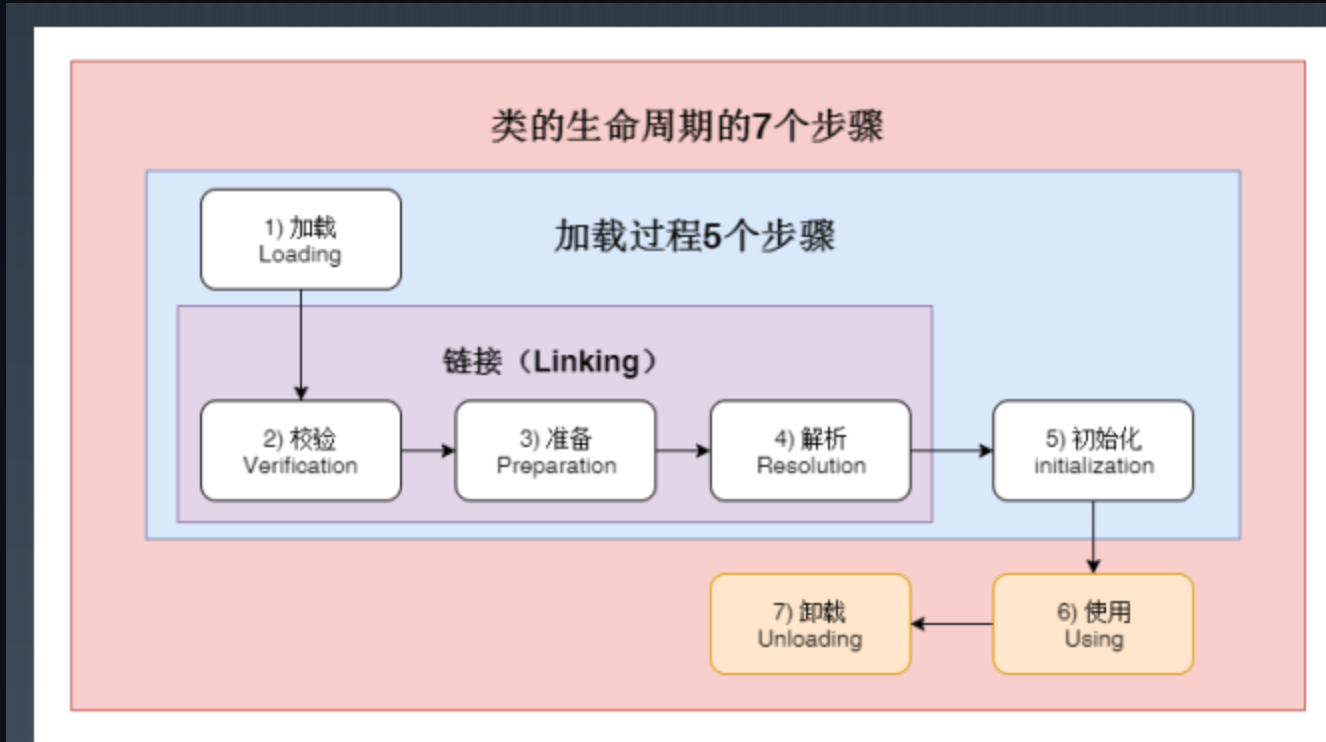 类的生命周期的7个步骤
加载过程5个步骤
1) 加载
Loading
链接（Linking）
2) 校验
Verification
3) 准备
Preparation
4) 解析
Resolution
5) 初始化
initialization
6) 使用
Using
7) 卸载
Unloading